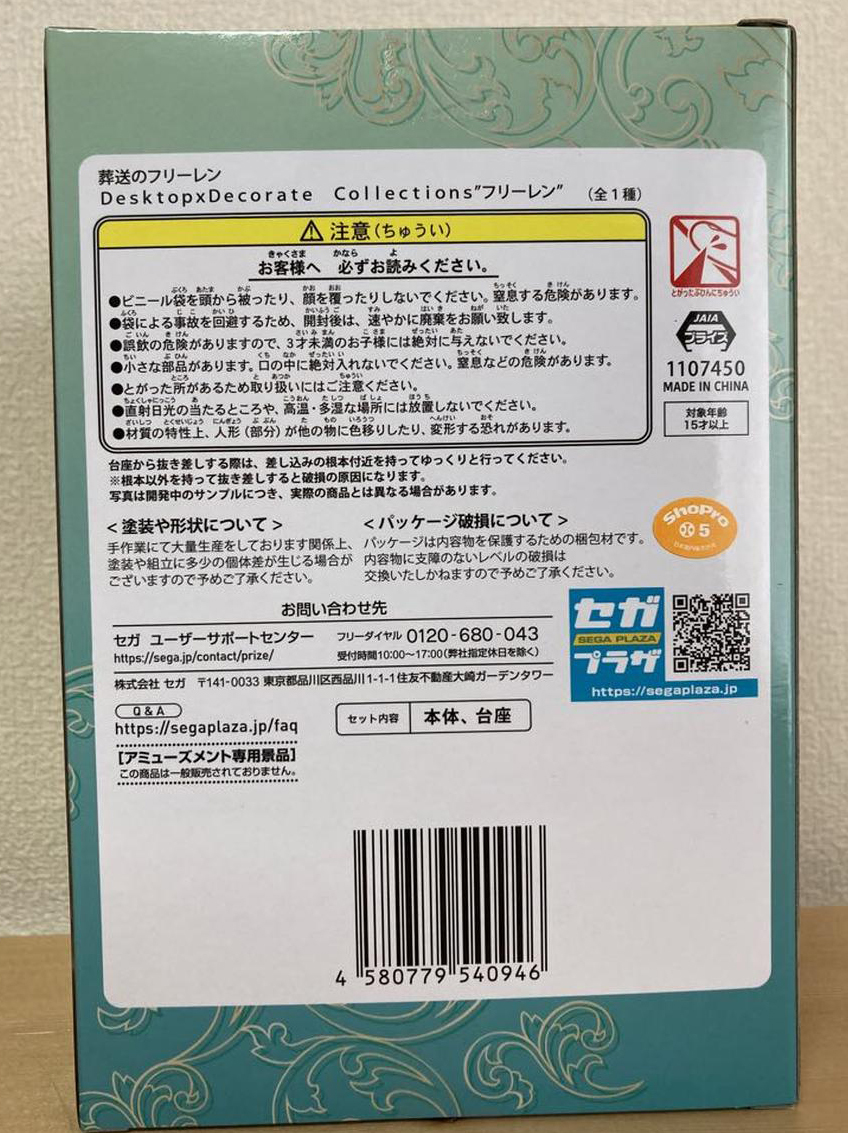 葬送のフリーレン
DesktopxDecorate Collections"フリーレン" (全1種)
⚠ 注意(ちゅうい)
お客様へ 必ずお読みください。
●ビニール袋を頭から被ったり、顔を覆ったりしないでください。窒息する危険があります。
●袋による事故を回避するため、開封後は、速やかに廃棄をお願い致します。
●誤飲の危険がありますので、3才未満のお子様には絶対に与えないでください。
●小さな部品があります。口の中に絶対入れないでください。窒息などの危険があります。
●とがった所があるため取り扱いにはご注意ください。
●直射日光の当たるところや、高温・多湿な場所には放置しないでください。
●材質の特性上、人形(部分)が他の物に色移りしたり、変形する恐れがあります。
とがったぶひんにちゅうい
JAIA
プライズ
1107450
MADE IN CHINA
対象年齢
15才以上
台座から抜き差しする際は、差し込みの根本付近を持ってゆっくりと行ってください。
※根本以外を持って抜き差しすると破損の原因になります。
写真は開発中のサンプルにつき、実際の商品とは異なる場合があります。
<塗装や形状について>
手作業にて大量生産をしております関係上、
塗装や組立に多少の個体差が生じる場合が
ございますので予めご了承ください。
<パッケージ破損について>
パッケージは内容物を保護するための梱包材です。
内容物に支障のないレベルの破損は
交換いたしかねますので予めご了承ください。
ShoPro
5
お問い合わせ先
セガ ユーザーサポートセンター
https://sega.jp/contact/prize/
フリーダイヤル 0120-680-043
受付時間10:00~17:00(弊社指定休日を除く)
株式会社 セガ 〒141-0033 東京都品川区西品川1-1-1住友不動産大崎ガーデンタワー
セガ
SEGA PLAZA
プラザ
https://segaplaza.jp
Q&A
https://segaplaza.jp/faq
セット内容 本体、台座
[アミューズメント専用景品]
この商品は一般販売されておりません。
4 580779 540946